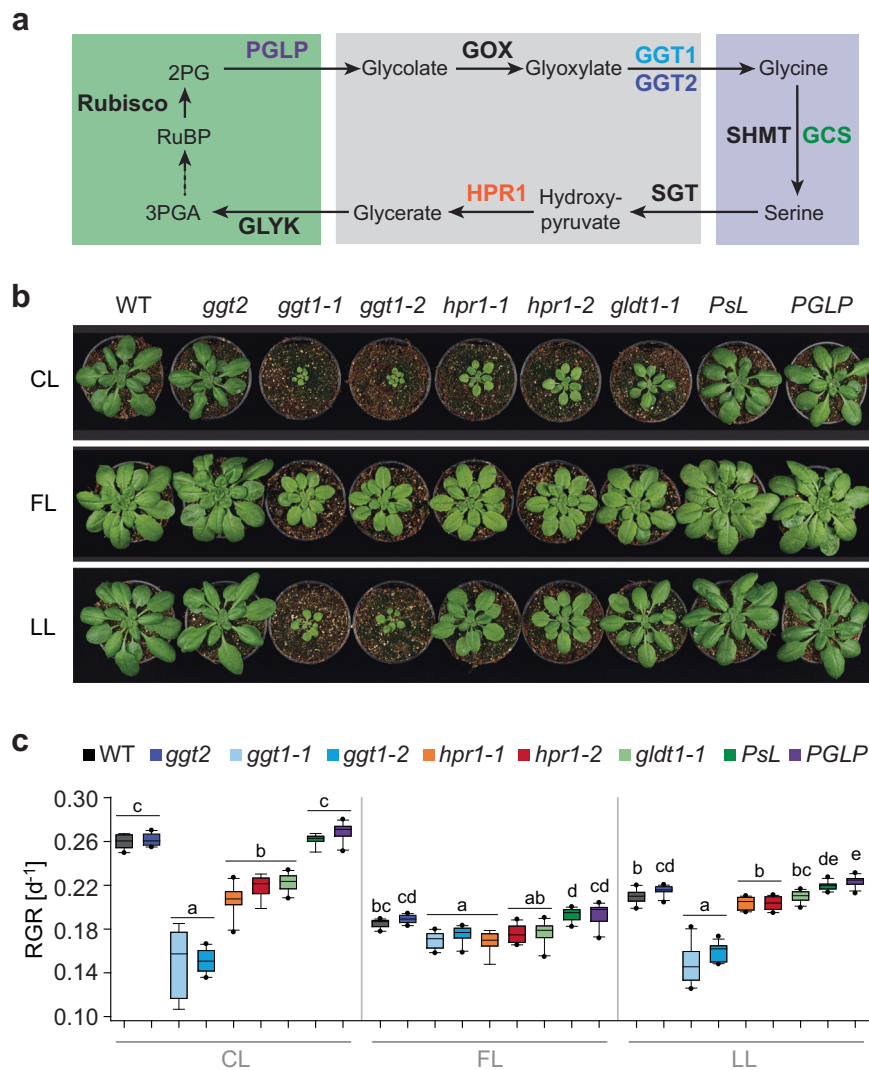 a
PGLP
GOX
GGT1
GGT2
2PG
Glycolate
Glyoxylate
Glycine
Rubisco
RuBP
SHMT
GCS
3PGA
GLYK
Glycerate
HPR1
Hydroxy-
pyruvate
SGT
Serine
b
WT ggt2 ggt1-1 ggt1-2 hpr1-1 hpr1-2 gldt1-1 PsL PGLP
CL
FL
LL
c
WT ggt2 ggt1-1 ggt1-2 hpr1-1 hpr1-2 gldt1-1 PsL PGLP
RGR [d-1]
0.30
0.26
0.22
0.18
0.14
0.10
c a b c
bc cd a ab d cd
b cd a b bc de e
CL FL LL